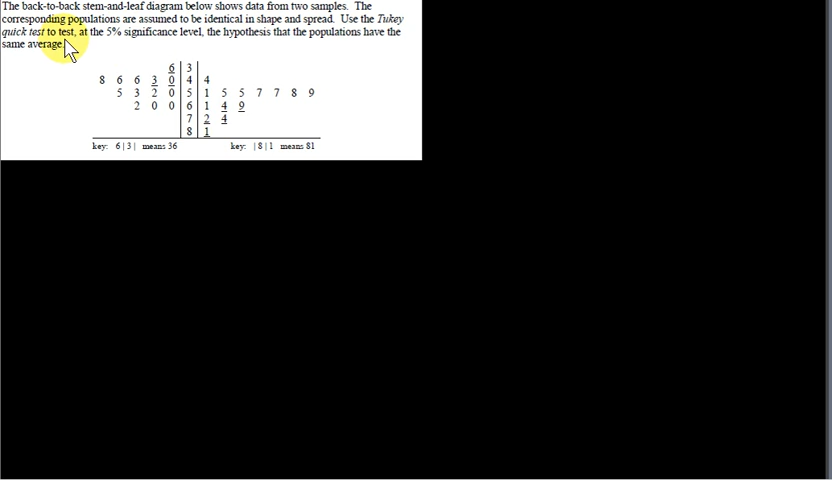 The back-to-back stem-and-leaf diagram below shows data from two samples. The
corresponding populations are assumed to be identical in shape and spread. Use the Tukey
quick test to test, at the 5% significance level, the hypothesis that the populations have the
same average.
6 3
8 6 6 3 0 4 4
5 3 2 0 5 1 5 5 7 7 8 9
2 0 0 6 1 4 9
7 2 4
8 1
key: 6 | 3 | means 36 key: | 8 | 1 means 81